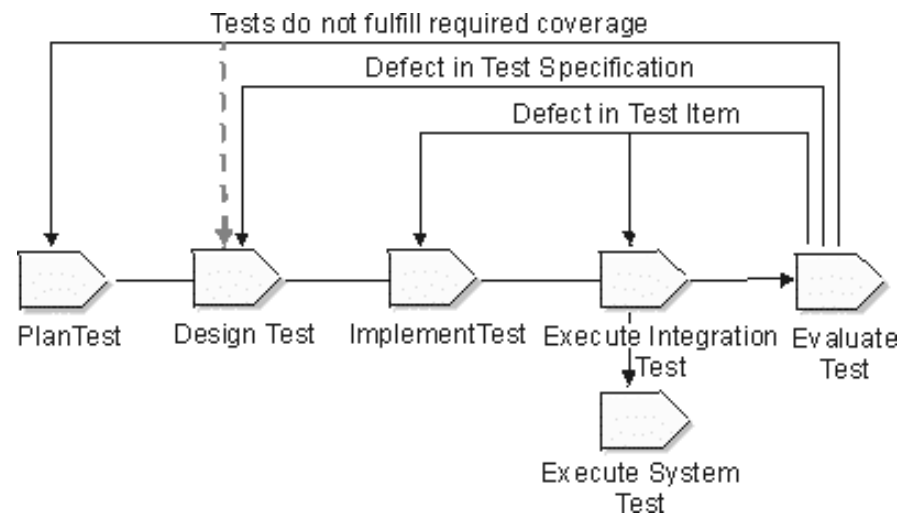 Tests do not fulfill required coverage
Defect in Test Specification
Defect in Test Item
PlanTest
Design Test
ImplementTest
Execute Integration
Test
Evaluate
Test
Execute System
Test